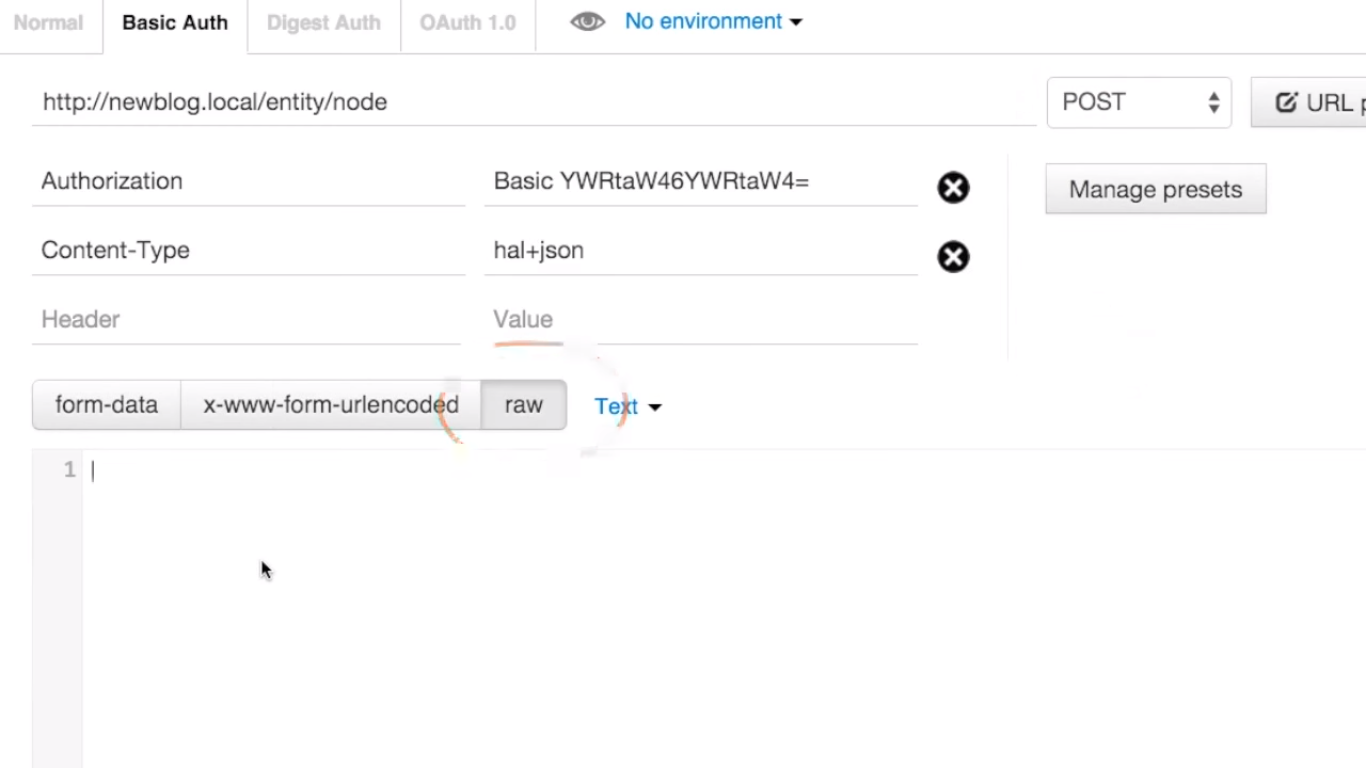 Normal Basic Auth Digest Auth OAuth 1.0 No environment
http://newblog.local/entity/node POST URL p
Authorization Basic YWRtaW46YWRtaW4= Manage presets
Content-Type hal+json
Header Value
form-data x-www-form-urlencoded raw Text
1